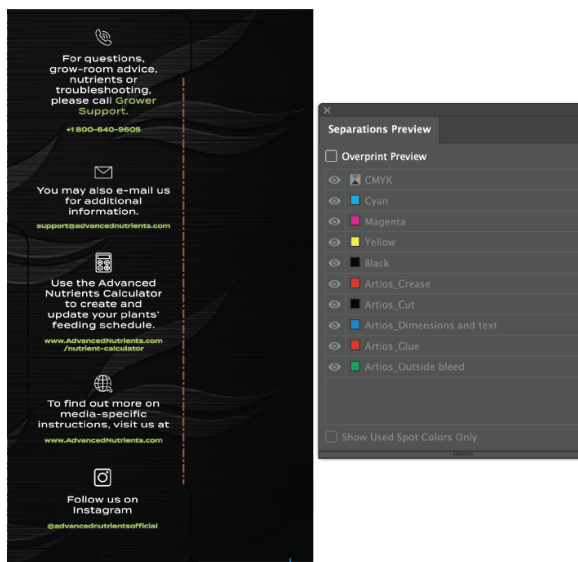 For questions,
grow-room advice,
nutrients or
troubleshooting,
please call Grower
Support.
+1 800-640-9605
You may also e-mail us
for additional
information.
support@advancednutrients.com
Use the Advanced
Nutrients Calculator
to create and
update your plants'
feeding schedule.
www.AdvancedNutrients.com
/nutrient-calculator
To find out more on
media-specific
instructions, visit us at
www.AdvancedNutrients.com
Follow us on
Instagram
@advancednutrientsofficial
Separations Preview
Overprint Preview
CMYK
Cyan
Magenta
Yellow
Black
Artios_Crease
Artios_Cut
Artios_Dimensions and text
Artios_Glue
Artios_Outside bleed
Show Used Spot Colors Only